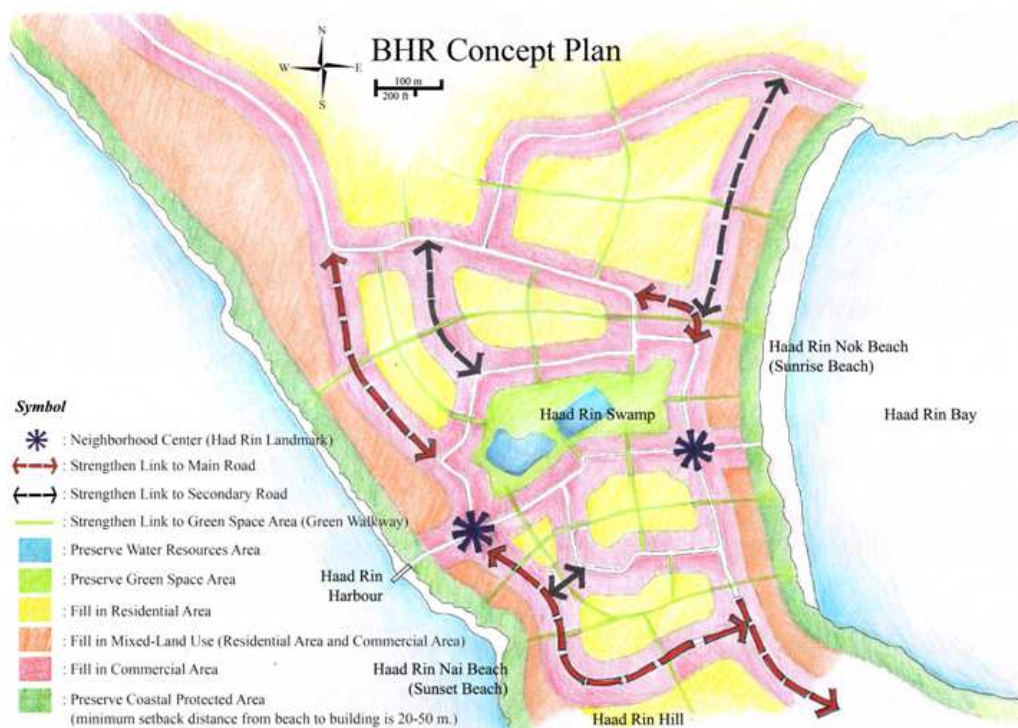 BHR Concept Plan
N
W
E
S
100 m
200 ft
Haad Rin Nok Beach
(Sunrise Beach)
Haad Rin Swamp
Haad Rin Bay
Symbol
: Neighborhood Center (Had Rin Landmark)
: Strengthen Link to Main Road
: Strengthen Link to Secondary Road
: Strengthen Link to Green Space Area (Green Walkway)
: Preserve Water Resources Area
: Preserve Green Space Area
: Fill in Residential Area
: Fill in Mixed-Land Use (Residential Area and Commercial Area)
: Fill in Commercial Area
: Preserve Coastal Protected Area
(minimum setback distance from beach to building is 20-50 m.)
Haad Rin
Harbour
Haad Rin Nai Beach
(Sunset Beach)
Haad Rin Hill